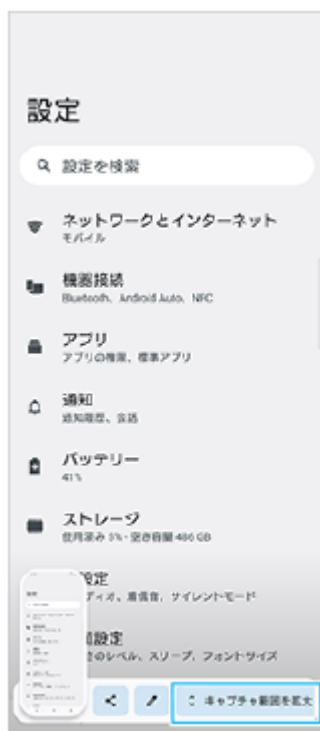 設定
設定を検索
ネットワークとインターネット
モバイル
機器接続
Bluetooth、Android Auto、NFC
アプリ
アプリの権限、標準アプリ
通知
通知履歴、会話
バッテリー
41%
ストレージ
使用済み 5% - 空き容量 486 GB
設定
ディオ、着信音、サイレントモード
設定
さのレベル、スリープ、フォントサイズ
キャプチャ範囲を拡大